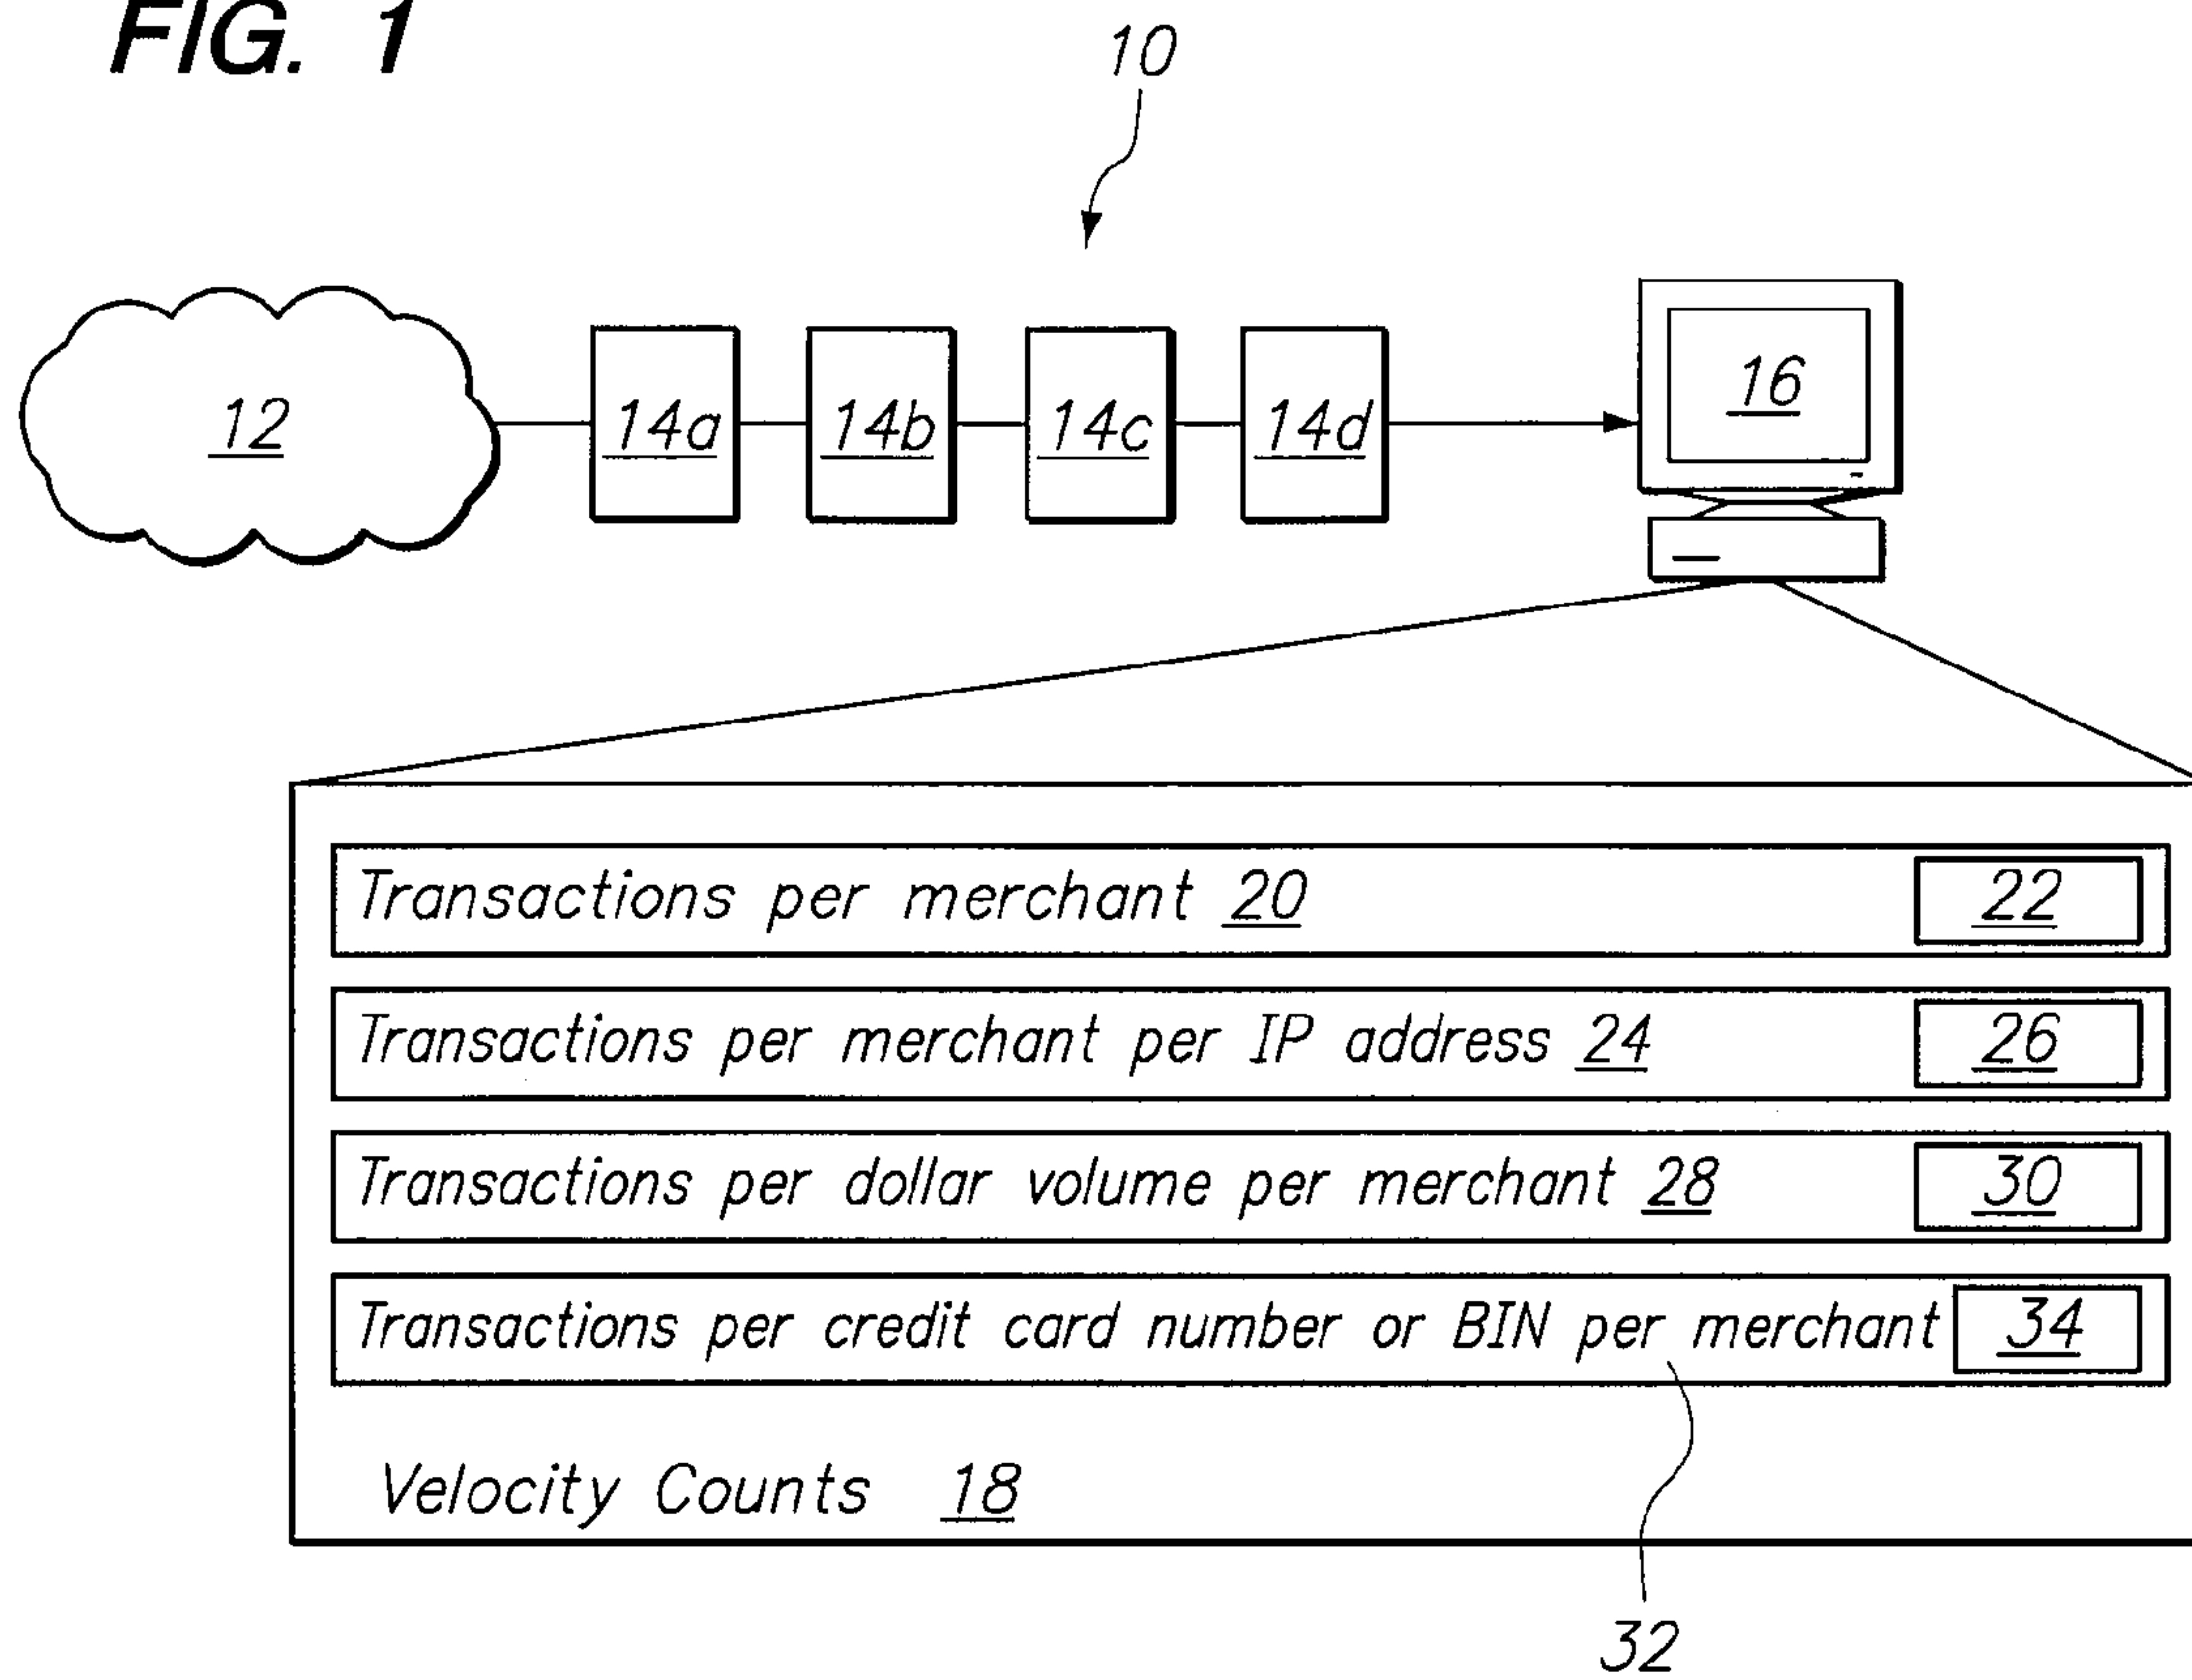 FIG. 1
10
12
14a 14b 14c 14d
16
Transactions per merchant 20 22
Transactions per merchant per IP address 24 26
Transactions per dollar volume per merchant 28 30
Transactions per credit card number or BIN per merchant 34
Velocity Counts 18
32